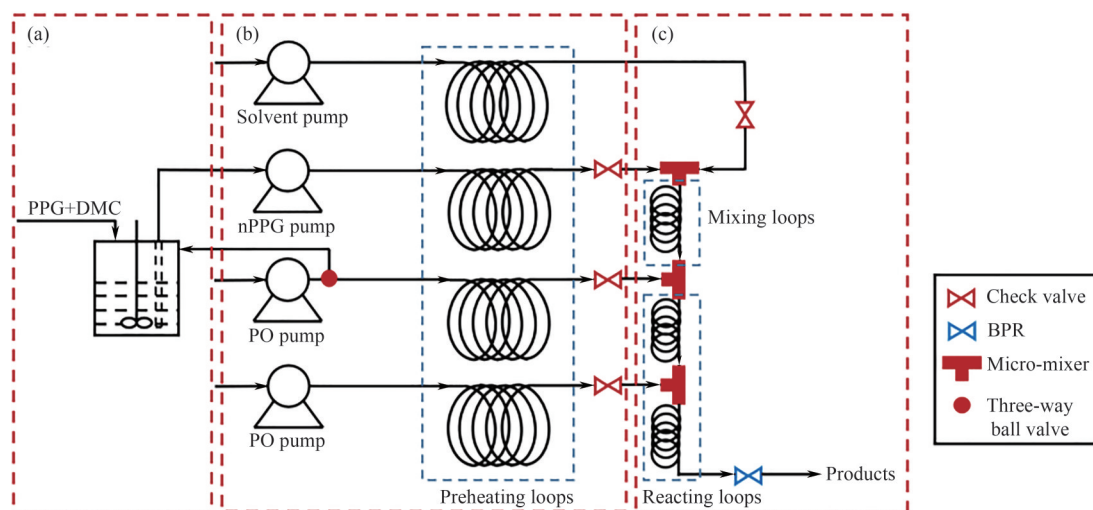 (a)
(b)
(c)
Solvent pump
nPPG pump
PPG+DMC
Mixing loops
PO pump
PO pump
Preheating loops
Reacting loops
Products
Check valve
BPR
Micro-mixer
Three-way
ball valve